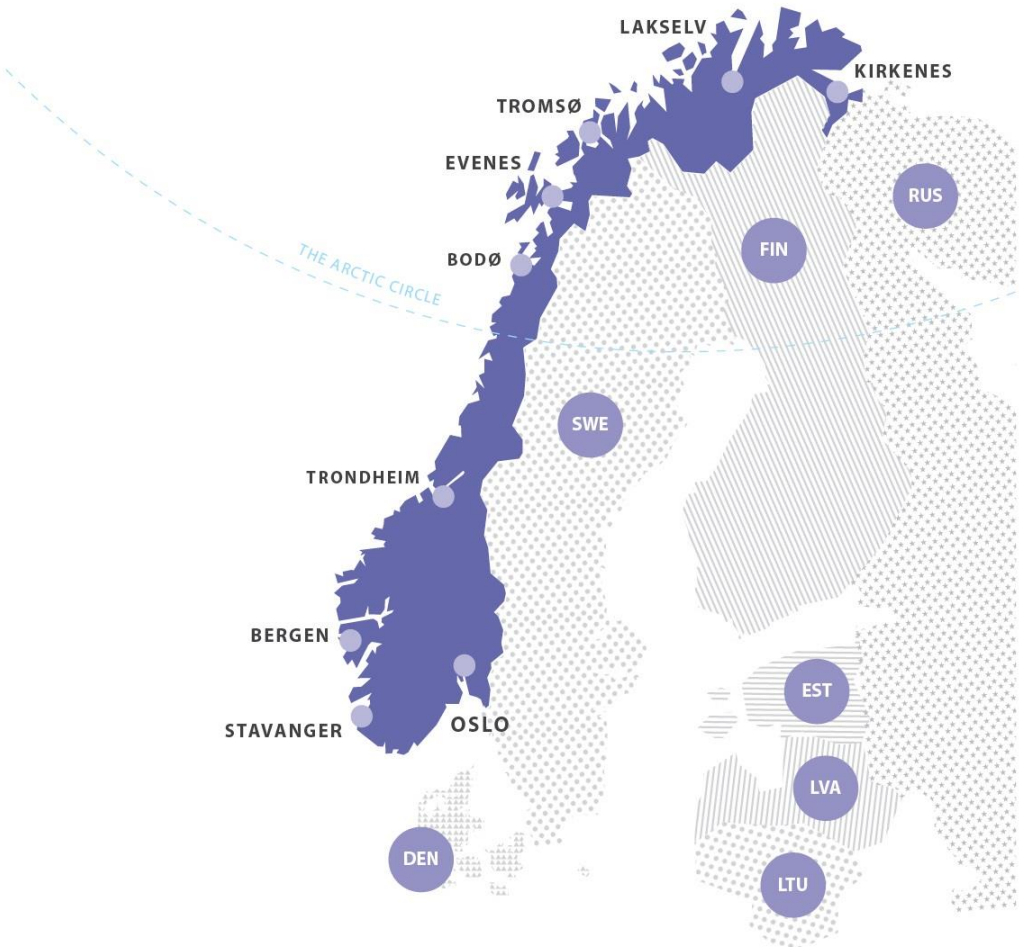 LAKSELV
KIRKENES
TROMSØ
EVENES
RUS
FIN
THE ARCTIC CIRCLE
BODØ
SWE
TRONDHEIM
BERGEN
EST
STAVANGER
OSLO
LVA
DEN
LTU